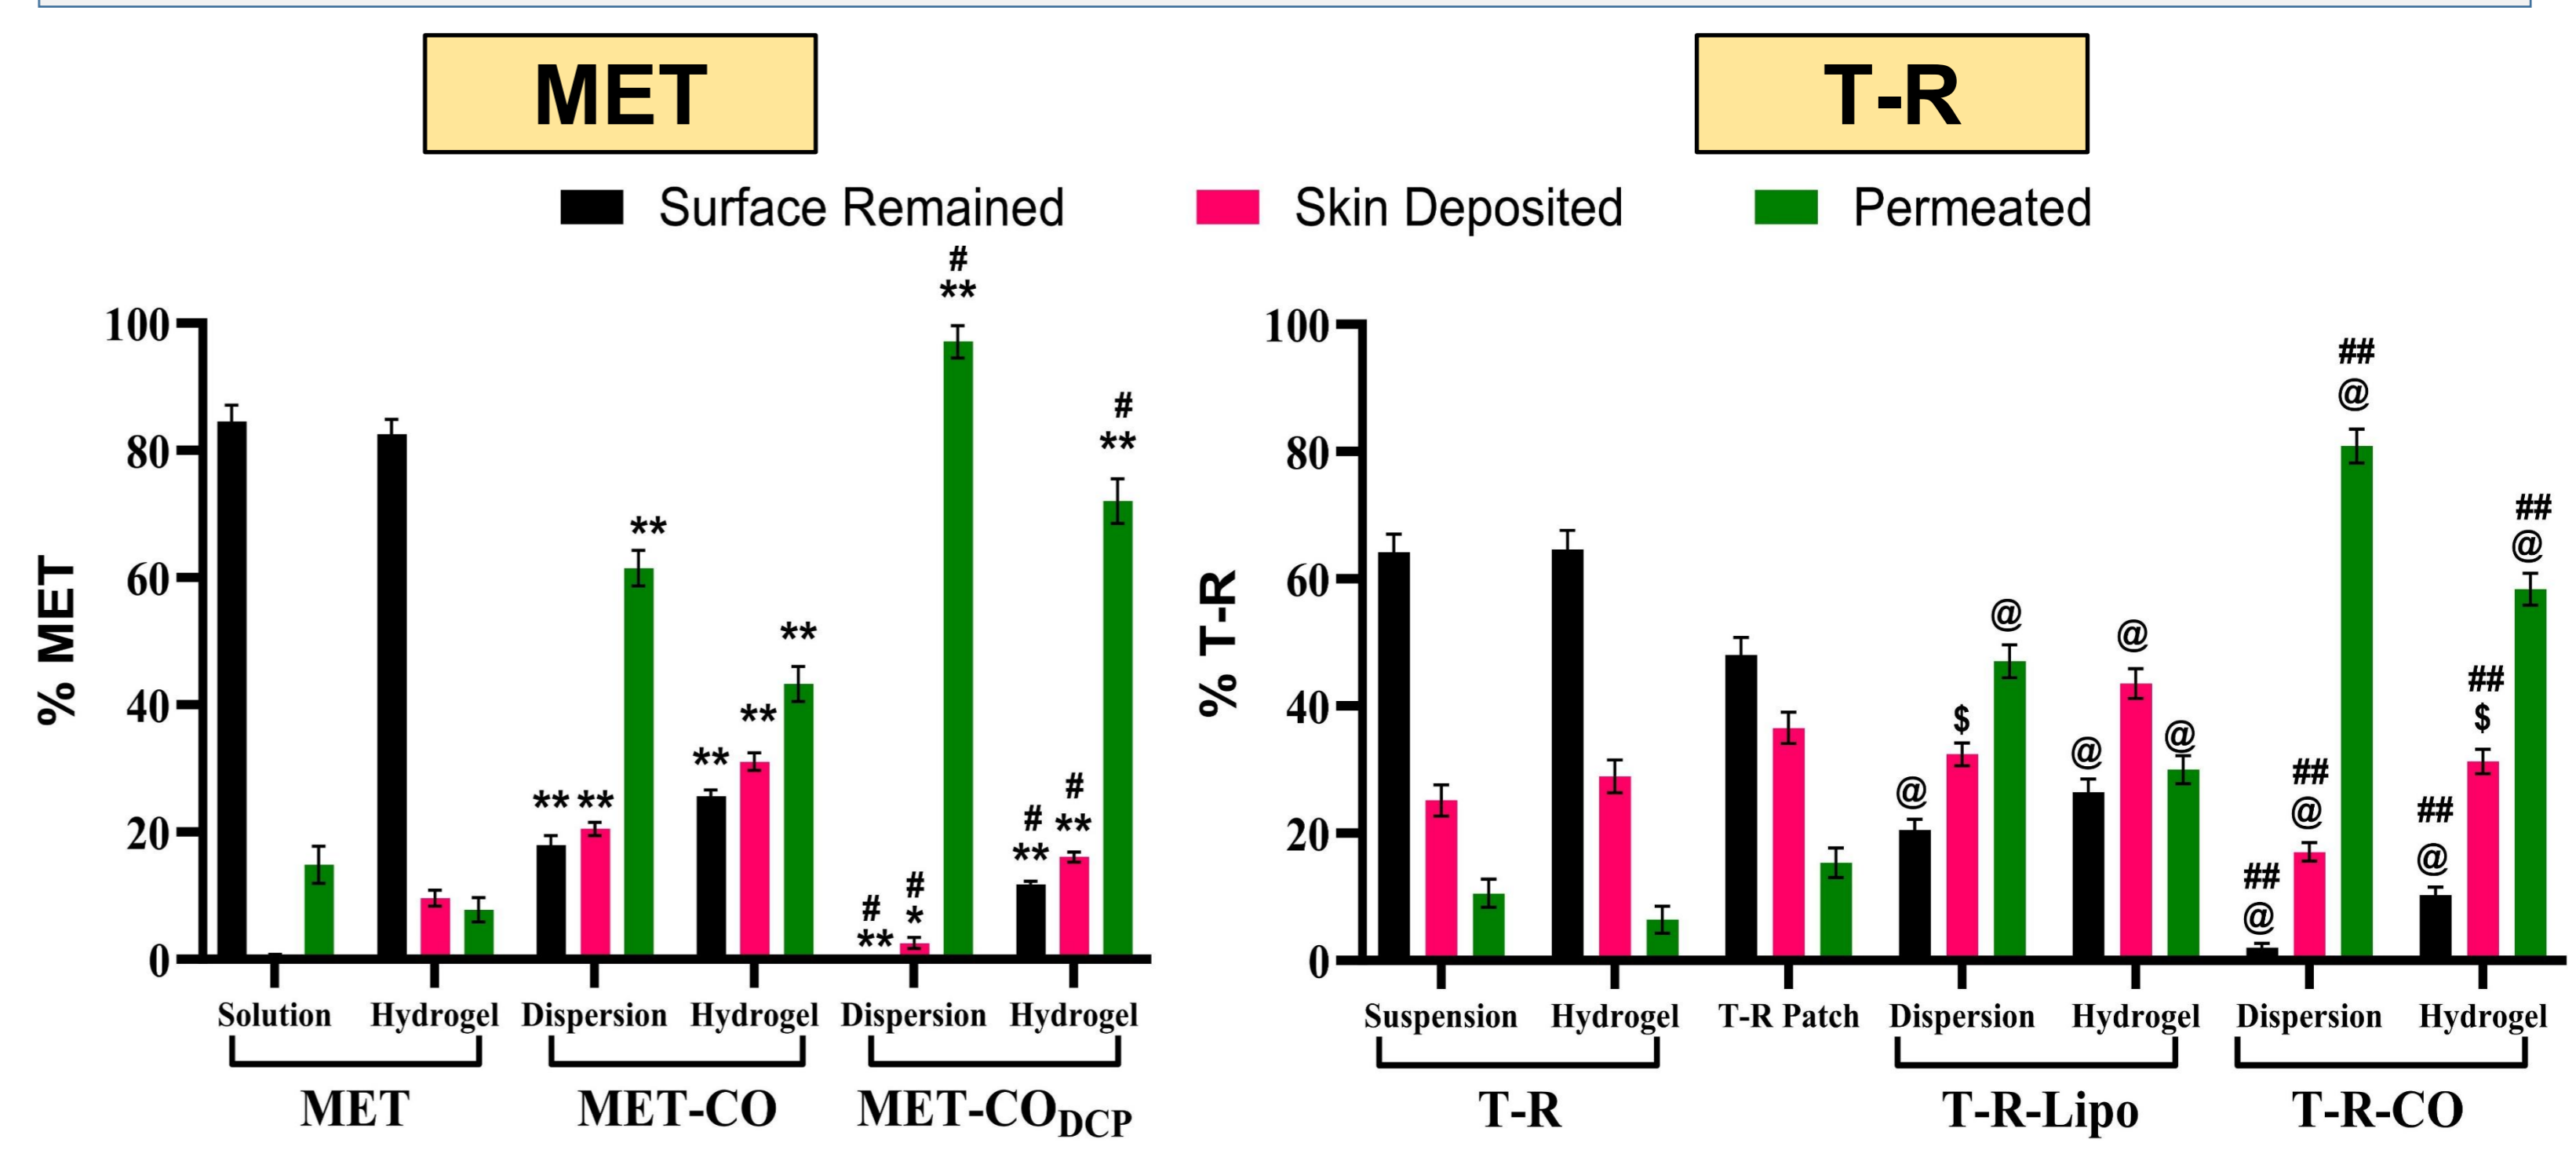 MET
T-R
Surface Remained
Skin Deposited
Permeated
% MET
100
80
60
40
20
0
#
**
#
**
**
**
**
**
** **
#
**
#
**
#
*
#
**
Solution
Hydrogel
Dispersion
Hydrogel
Dispersion
Hydrogel
MET
MET-CO
MET-CODCP
% T-R
100
80
60
40
20
0
##
@
##
@
@
@
$
@
@
@
##
$
##
@
##
@
##
@
Suspension
Hydrogel
T-R Patch
Dispersion
Hydrogel
Dispersion
Hydrogel
T-R
T-R-Lipo
T-R-CO